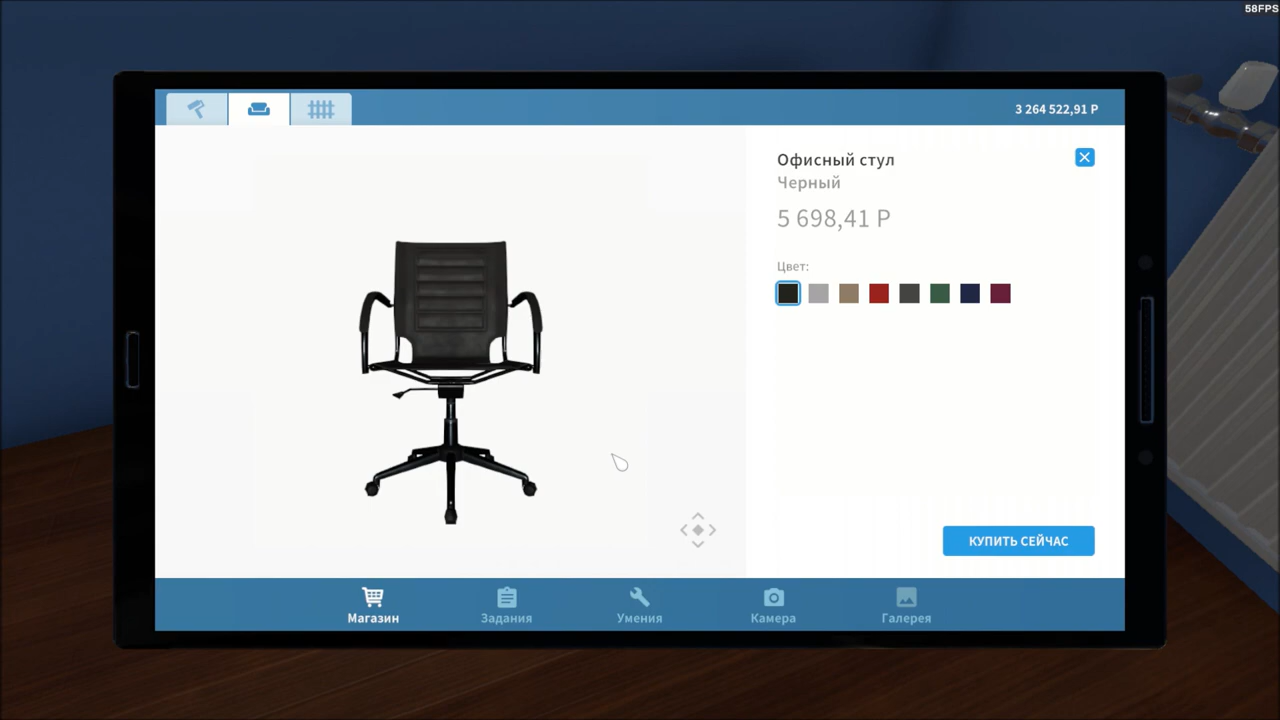 58FPS
3 264 522,91 Р
Офисный стул
Черный
5 698,41 Р
Цвет:
КУПИТЬ СЕЙЧАС
Магазин
Задания
Умения
Камера
Галерея